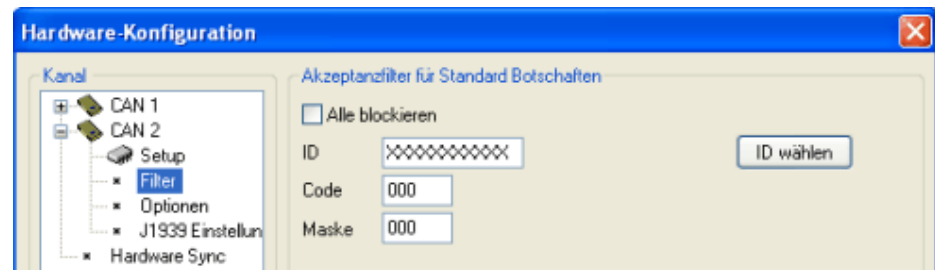 Hardware-Konfiguration
Kanal
CAN 1
CAN 2
Setup
Filter
Optionen
J1939 Einstellun
Hardware Sync
Akzeptanzfilter für Standard Botschaften
Alle blockieren
ID XXXXXXXXXXX ID wählen
Code 000
Maske 000